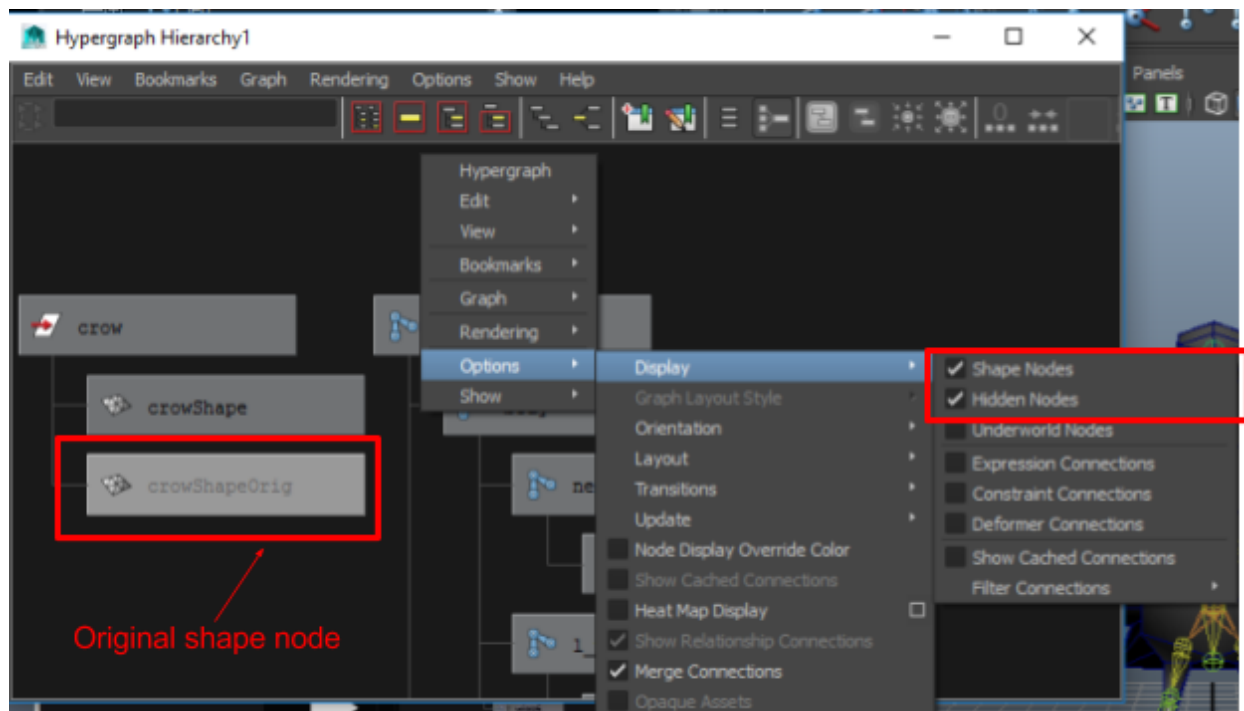 Hypergraph Hierarchy1
Edit View Bookmarks Graph Rendering Options Show Help
Panels
Hypergraph
Edit
View
Bookmarks
Graph
Rendering
Options
Show
crow
crowShape
crowShapeOrig
Original shape node
ne
1_
Display
Graph Layout Style
Orientation
Layout
Transitions
Update
Node Display Override Color
Show Cached Connections
Heat Map Display
Show Relationship Connections
Merge Connections
Opaque Assets
Shape Nodes
Hidden Nodes
Underworld Nodes
Expression Connections
Constraint Connections
Deformer Connections
Show Cached Connections
Filter Connections